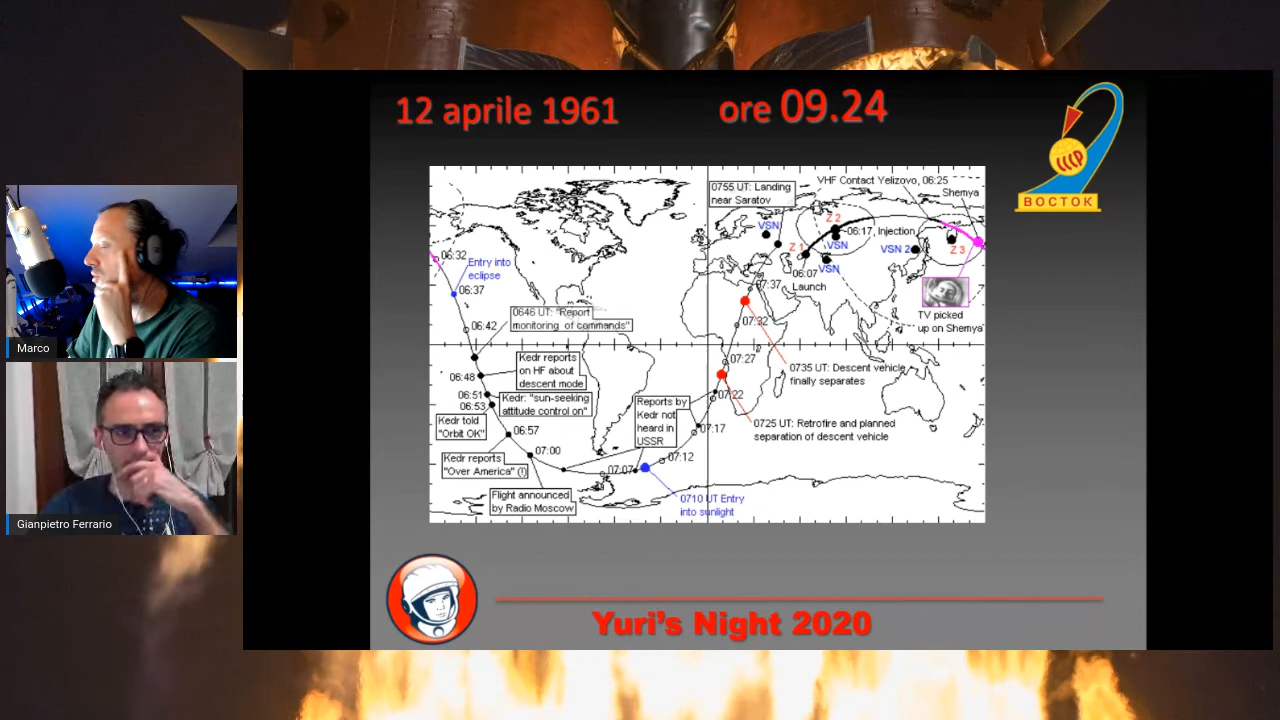 12 aprile 1961
ore 09.24
СССР
ВОСТОК
VHF Contact Yelizovo, 06:25
Shemya
0755 UT: Landing
near Saratov
Z 2
VSN
06:17 Injection
Z 1
VSN
VSN 2
Z 3
VSN
06:32
Entry into
eclipse
06:37
07:37
06:07
Launch
TV picked
up on Shemya
0646 UT: "Report
monitoring of commands"
06:42
07:32
Kedr reports
on HF about
descent mode
07:27
0735 UT: Descent vehicle
finally separates
06:48
06:51
Kedr: "sun-seeking
attitude control on"
06:53
Reports by
Kedr not
heard in
USSR
07:22
Kedr told
"Orbit OK"
06:57
07:17
0725 UT: Retrofire and planned
separation of descent vehicle
Kedr reports
"Over America" (!)
07:00
07:07
07:12
Flight announced
by Radio Moscow
0710 UT Entry
into sunlight
Yuri's Night 2020
Marco
Gianpietro Ferrario